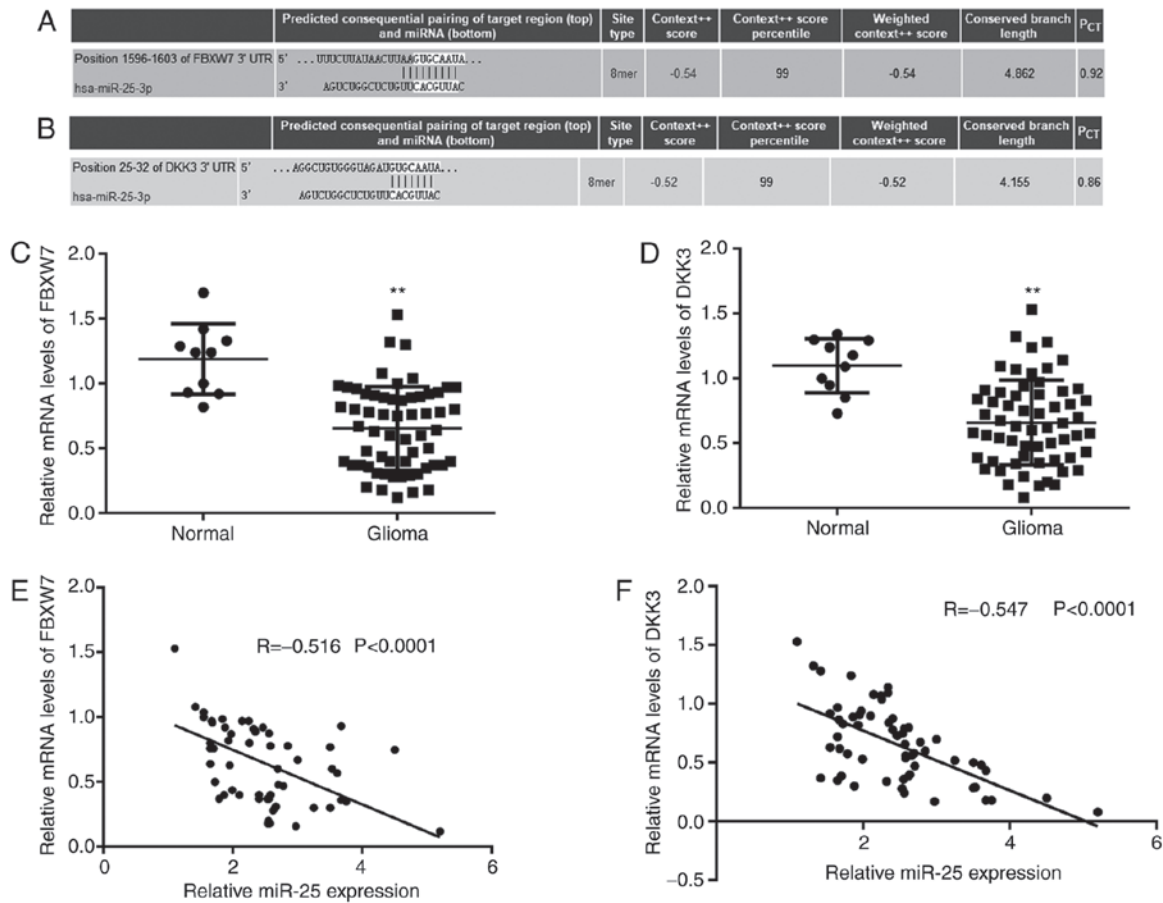 A
Predicted consequential pairing of target region (top) and miRNA (bottom)
Site type
Context++ score
Context++ score percentile
Weighted context++ score
Conserved branch length
PCT
Position 1596-1603 of FBXW7 3' UTR 5' ...UUUCUUAUAACUUAAGUGCAAUA...
hsa-miR-25-3p 3' AGUCUGGCUCUGUUCACGUUAC
8mer -0.54 99 -0.54 4.862 0.92
B
Predicted consequential pairing of target region (top) and miRNA (bottom)
Site type
Context++ score
Context++ score percentile
Weighted context++ score
Conserved branch length
PCT
Position 25-32 of DKK3 3' UTR 5' ...AGGCUGUGGGUAGAUGUGCAAUA...
hsa-miR-25-3p 3' AGUCUGGCUCUGUUCACGUUAC
8mer -0.52 99 -0.52 4.155 0.86
C
Relative mRNA levels of FBXW7
2.0
1.5
1.0
0.5
0.0
**
Normal Glioma
D
Relative mRNA levels of DKK3
2.0
1.5
1.0
0.5
0.0
**
Normal Glioma
E
Relative mRNA levels of FBXW7
2.0
1.5
1.0
0.5
0.0
R=−0.516 P<0.0001
0 2 4 6
Relative miR-25 expression
F
Relative mRNA levels of DKK3
2.0
1.5
1.0
0.5
0.0
−0.5
R=−0.547 P<0.0001
2 4 6
Relative miR-25 expression